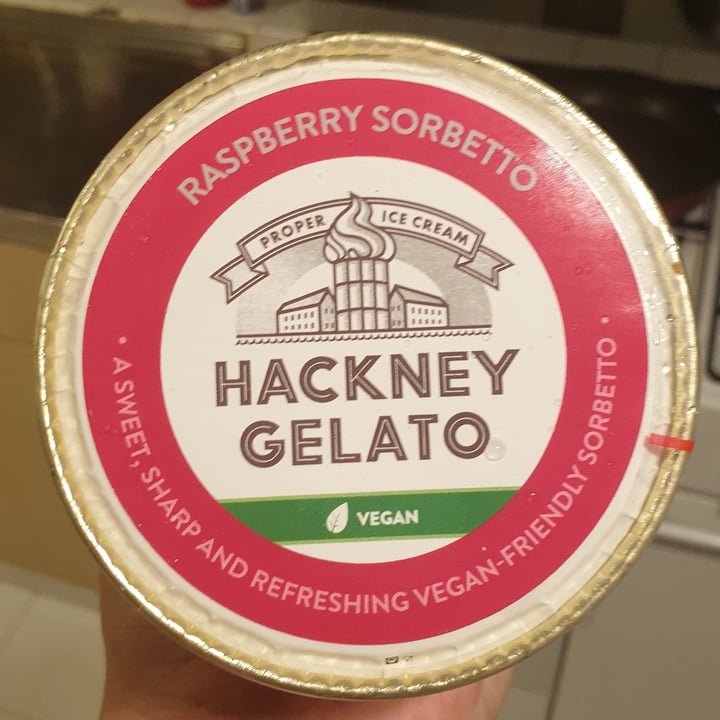 RASPBERRY SORBETTO
PROPER ICE CREAM
HACKNEY
GELATO
VEGAN
• A SWEET, SHARP AND REFRESHING VEGAN-FRIENDLY SORBETTO •